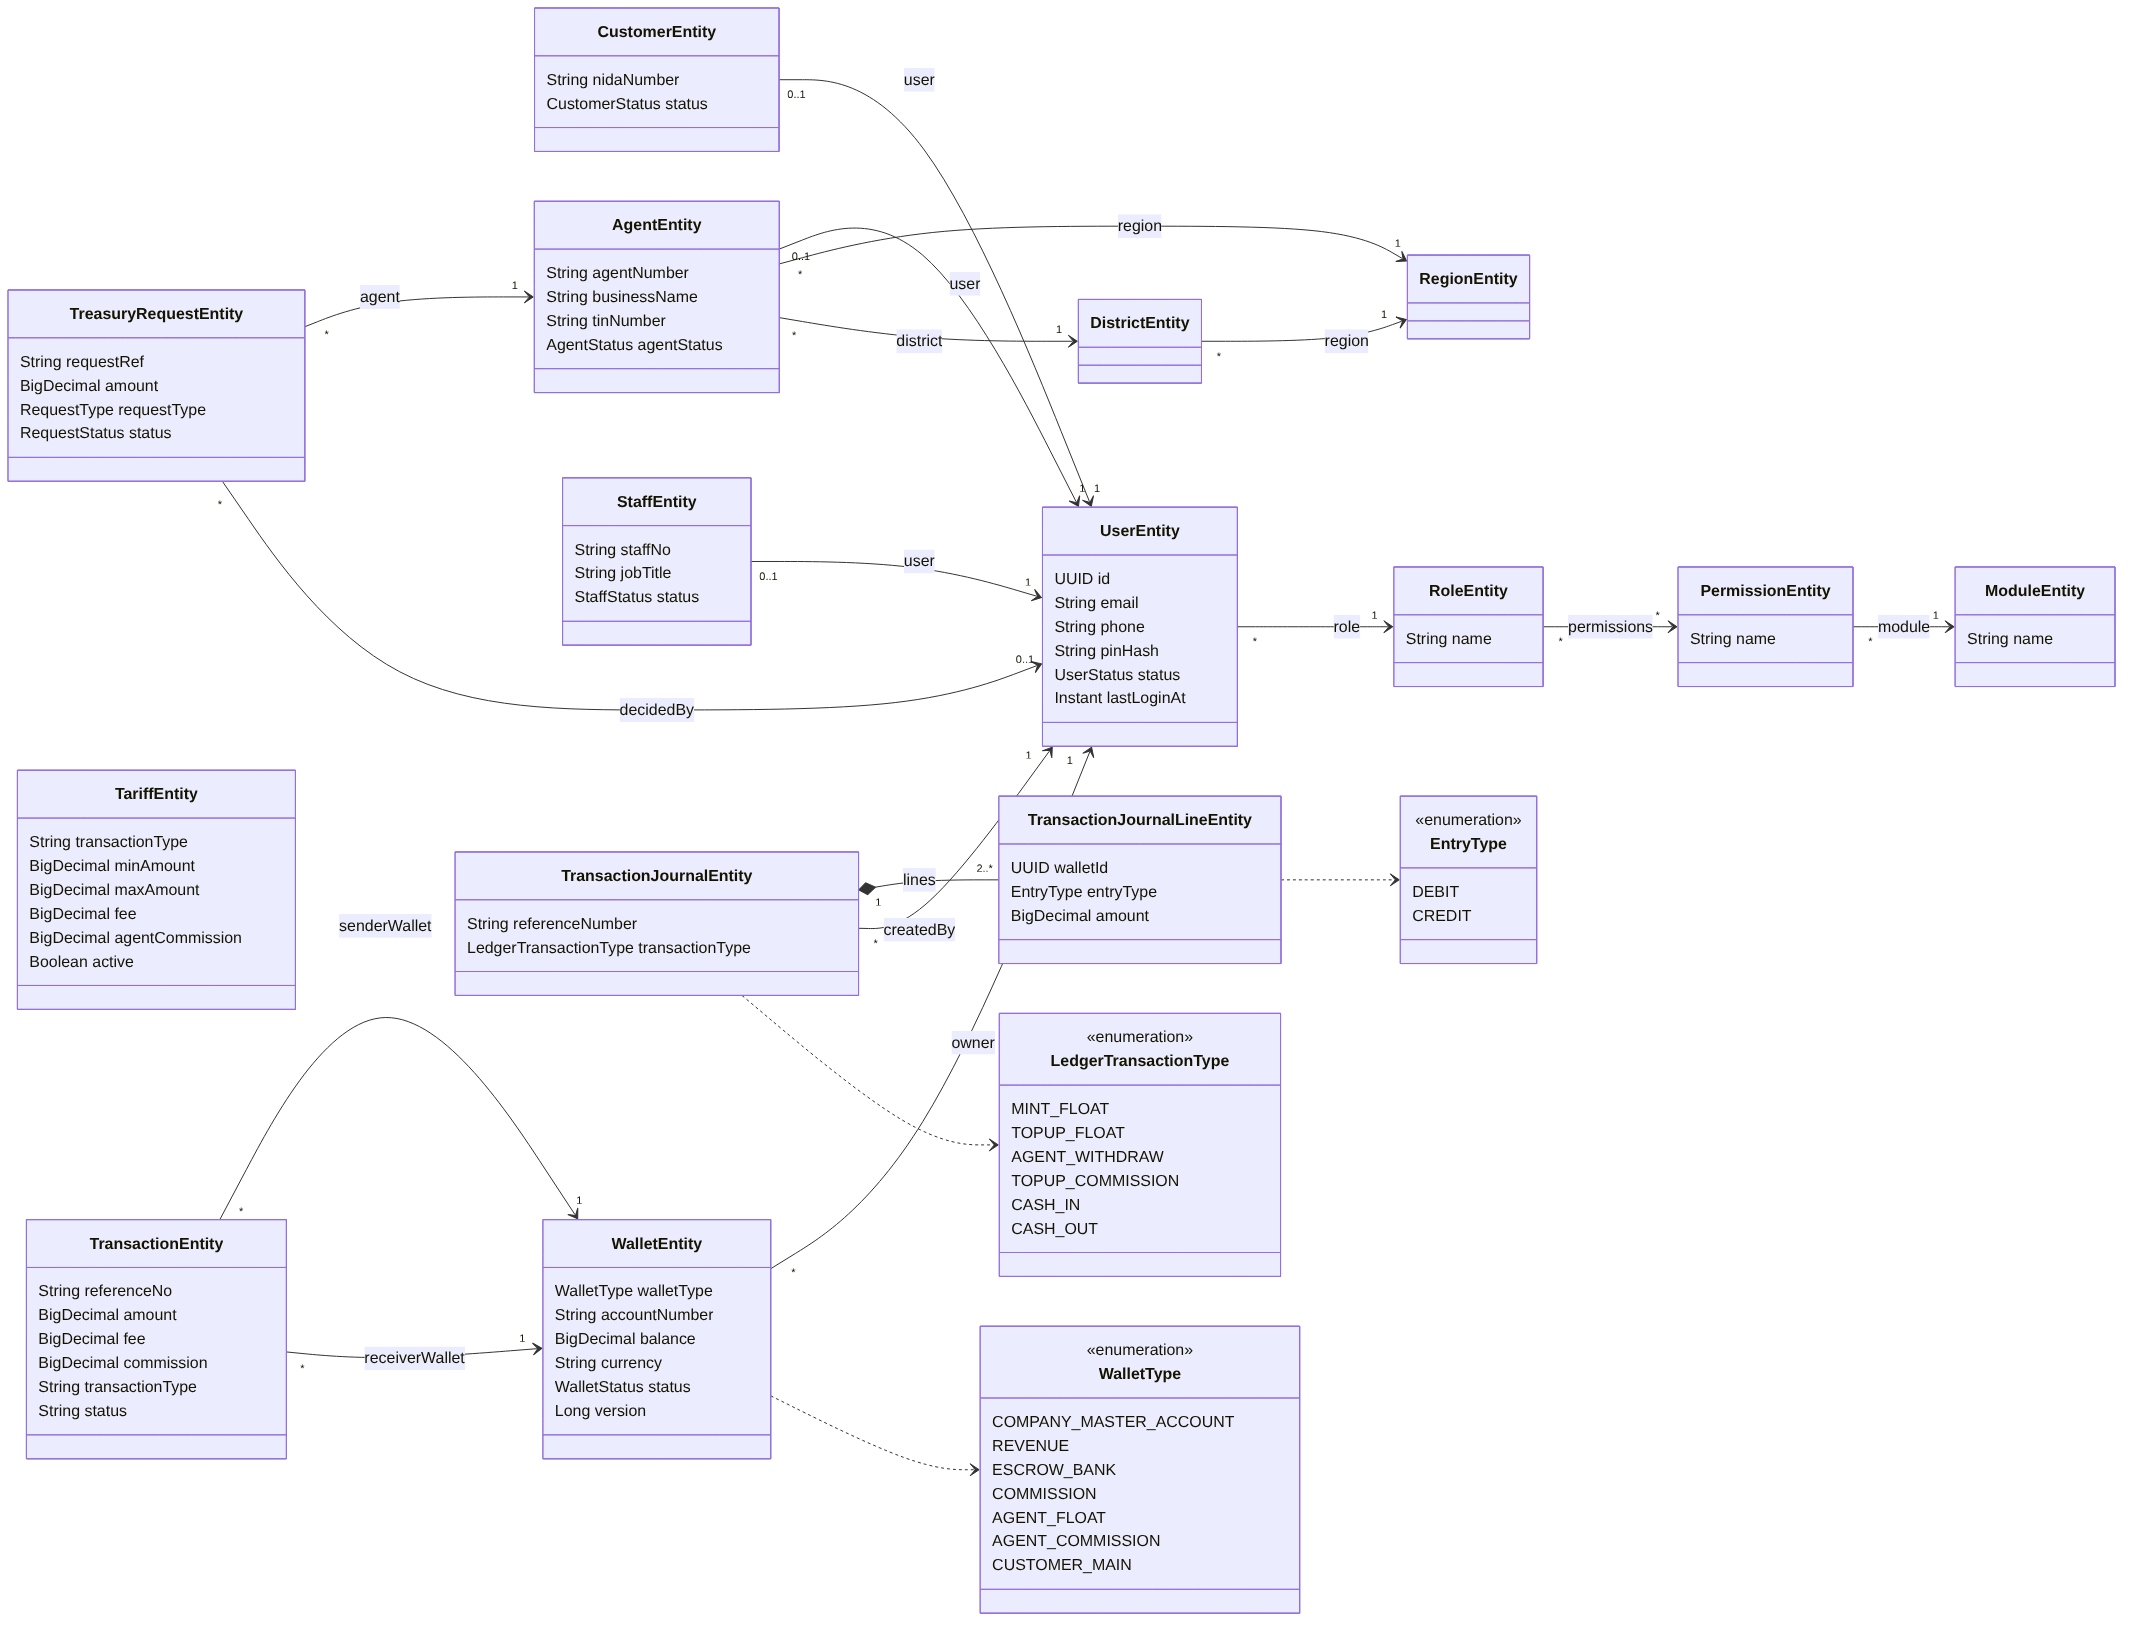 CustomerEntity
String nidaNumber
CustomerStatus status
0..1
user
AgentEntity
String agentNumber
String businessName
String tinNumber
AgentStatus agentStatus
0..1
*
*
user
region
1
district
1
RegionEntity
DistrictEntity
*
region
1
TreasuryRequestEntity
String requestRef
BigDecimal amount
RequestType requestType
RequestStatus status
*
agent
1
*
decidedBy
0..1
StaffEntity
String staffNo
String jobTitle
StaffStatus status
0..1
user
1
1
1
UserEntity
UUID id
String email
String phone
String pinHash
UserStatus status
Instant lastLoginAt
*
role
1
RoleEntity
String name
*
permissions
*
PermissionEntity
String name
*
module
1
ModuleEntity
String name
1
1
TariffEntity
String transactionType
BigDecimal minAmount
BigDecimal maxAmount
BigDecimal fee
BigDecimal agentCommission
Boolean active
senderWallet
TransactionJournalEntity
String referenceNumber
LedgerTransactionType transactionType
lines
1
2..*
*
createdBy
TransactionJournalLineEntity
UUID walletId
EntryType entryType
BigDecimal amount
«enumeration»
EntryType
DEBIT
CREDIT
owner
«enumeration»
LedgerTransactionType
MINT_FLOAT
TOPUP_FLOAT
AGENT_WITHDRAW
TOPUP_COMMISSION
CASH_IN
CASH_OUT
*
1
TransactionEntity
String referenceNo
BigDecimal amount
BigDecimal fee
BigDecimal commission
String transactionType
String status
*
receiverWallet
1
WalletEntity
WalletType walletType
String accountNumber
BigDecimal balance
String currency
WalletStatus status
Long version
*
«enumeration»
WalletType
COMPANY_MASTER_ACCOUNT
REVENUE
ESCROW_BANK
COMMISSION
AGENT_FLOAT
AGENT_COMMISSION
CUSTOMER_MAIN